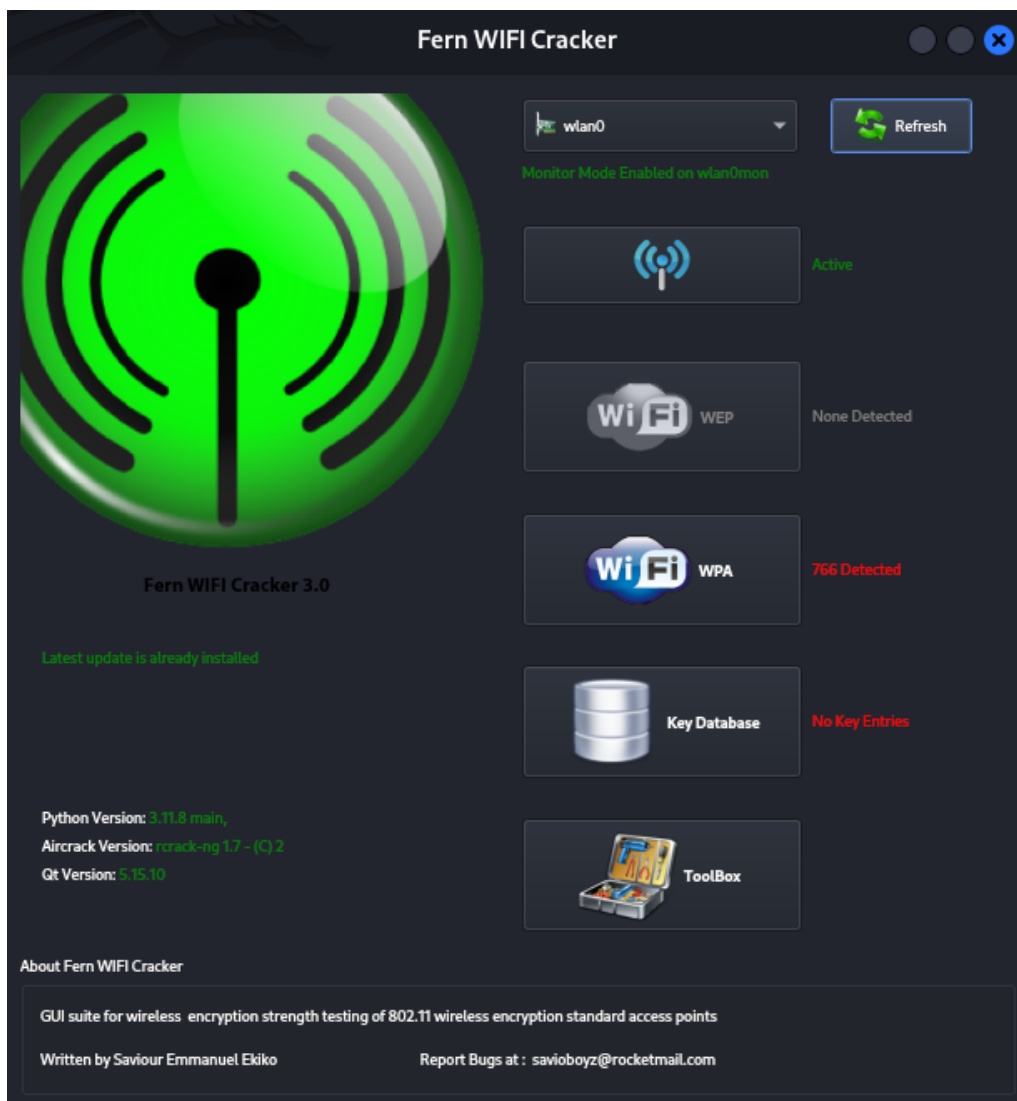 Fern WIFI Cracker
wlan0
Refresh
Monitor Mode Enabled on wlan0mon
Active
WiFi WEP
None Detected
WiFi WPA
766 Detected
Fern WIFI Cracker 3.0
Latest update is already installed
Key Database
No Key Entries
Python Version: 3.11.8 main,
Aircrack Version: rcrack-ng 1.7 - (C) 2
Qt Version: 5.15.10
ToolBox
About Fern WIFI Cracker
GUI suite for wireless encryption strength testing of 802.11 wireless encryption standard access points
Written by Saviour Emmanuel Ekiko
Report Bugs at : savioboyz@rocketmail.com